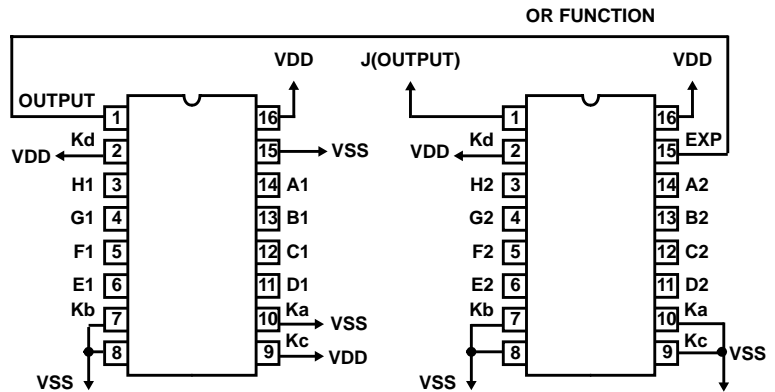 OR FUNCTION
VDD J(OUTPUT) VDD
OUTPUT 1 16 1 16
Kd EXP
VDD 2 15 VSS VDD Kd 2 15
H1 3 14 A1 H2 3 14 A2
G1 4 13 B1 G2 4 13 B2
F1 5 12 C1 F2 5 12 C2
E1 6 11 D1 E2 6 11 D2
Kb 7 10 Ka VSS Kb 7 10 Ka
8 9 Kc VDD 8 9 Kc VSS
VSS VSS